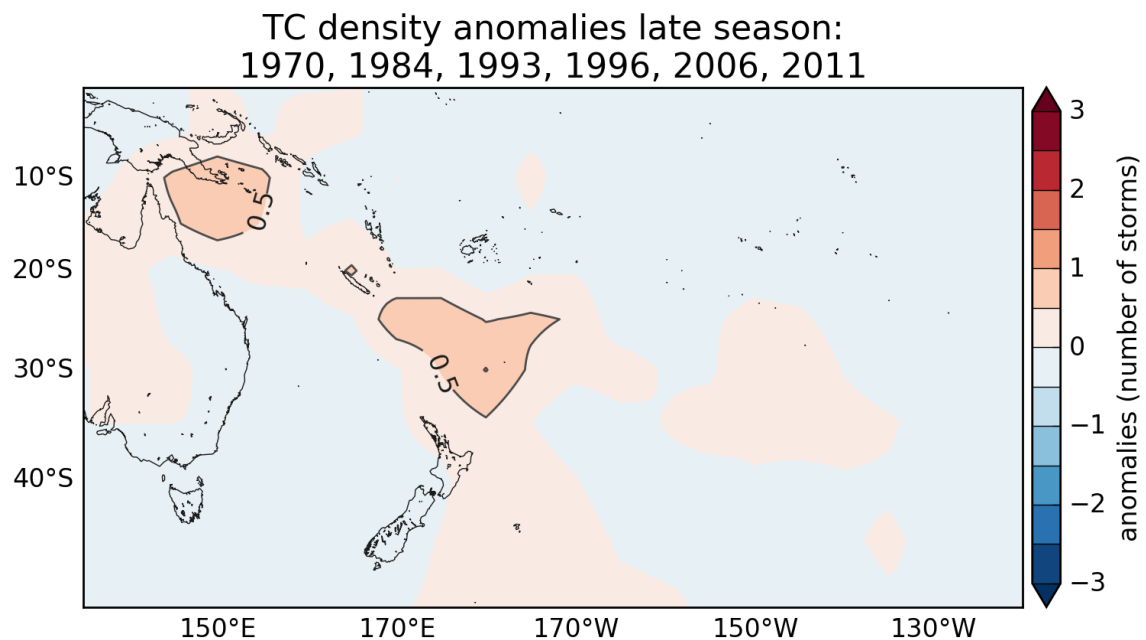 TC density anomalies late season:
1970, 1984, 1993, 1996, 2006, 2011
10°S
20°S
30°S
40°S
150°E
170°E
170°W
150°W
130°W
0.5
0.5
3
2
1
0
−1
−2
−3
anomalies (number of storms)